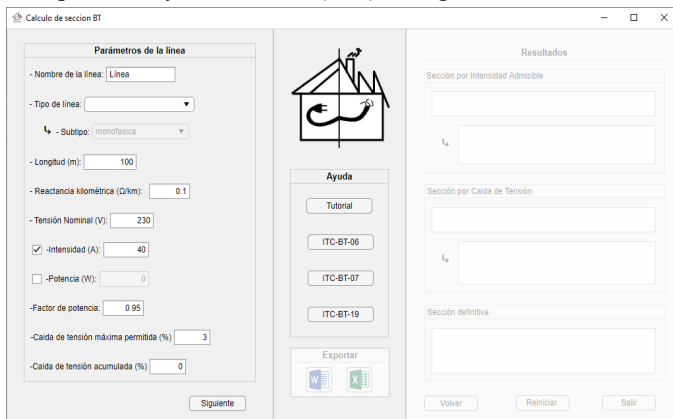 Calculo de seccion BT
Parámetros de la línea
- Nombre de la línea: Línea
- Tipo de línea:
- Subtipo: monofasica
- Longitud (m): 100
- Reactancia kilométrica (Ω/km): 0.1
- Tensión Nominal (V): 230
-Intensidad (A): 40
-Potencia (W): 0
-Factor de potencia: 0.95
-Caida de tensión máxima permitida (%) 3
-Caida de tensión acumulada (%) 0
Siguiente
Ayuda
Tutorial
ITC-BT-06
ITC-BT-07
ITC-BT-19
Exportar
W
X
Resultados
Sección por Intensidad Admisible
Sección por Caida de Tensión
Sección definitiva
Volver
Reiniciar
Salir